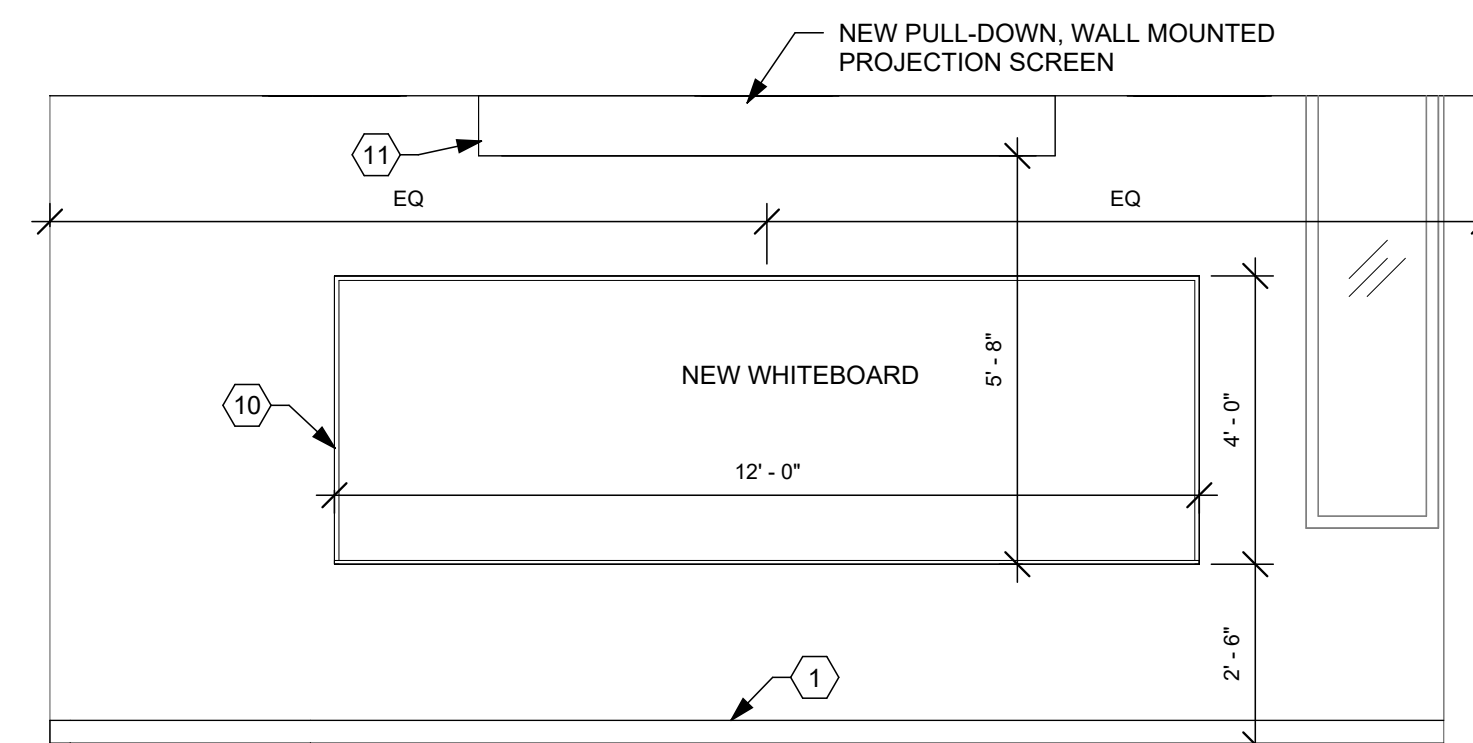 NEW PULL-DOWN, WALL MOUNTED
PROJECTION SCREEN
11
EQ
EQ
NEW WHITEBOARD
5' - 8"
10
4' - 0"
12' - 0"
2' - 6"
1